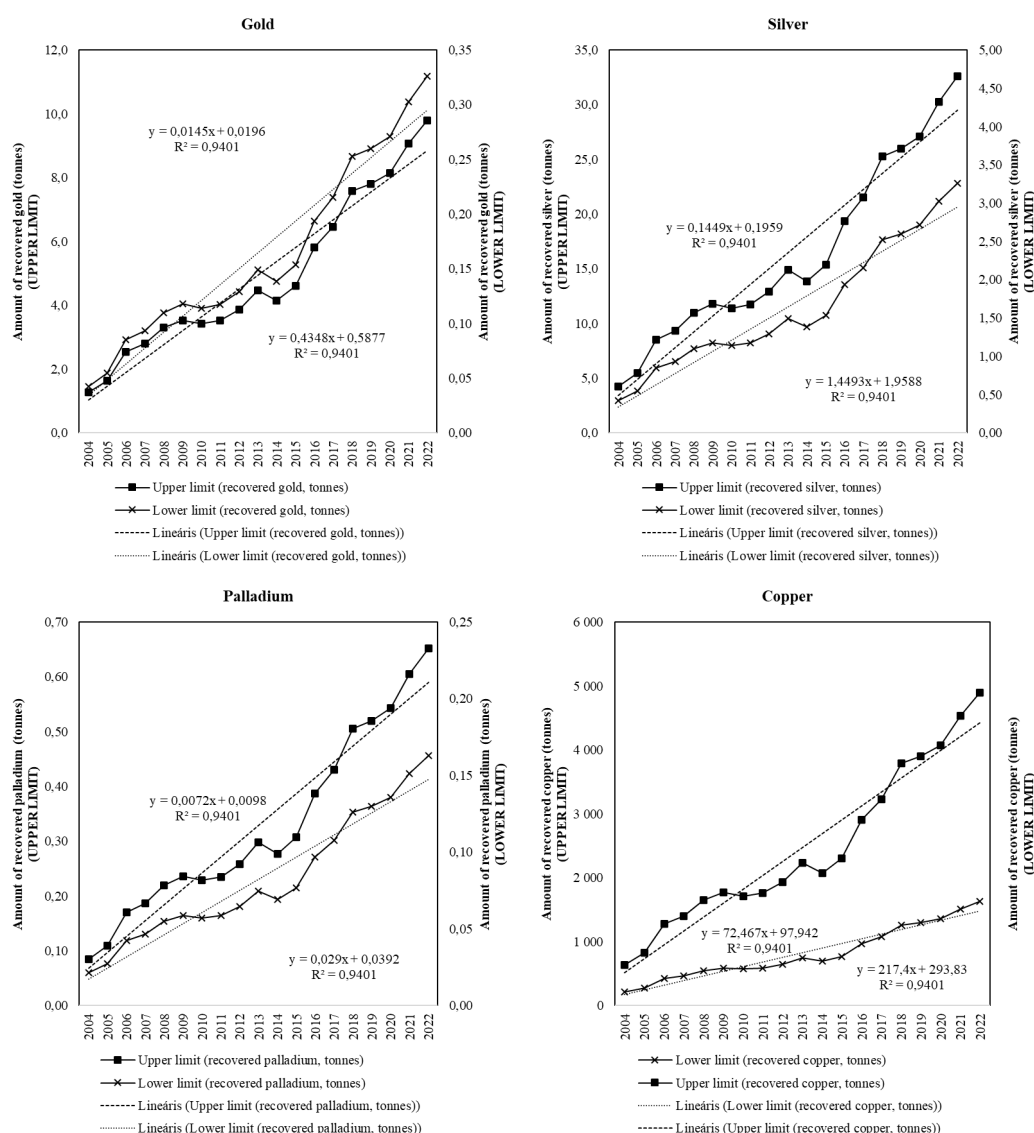 Gold
12,0
10,0
8,0
6,0
4,0
2,0
0,0
0,35
0,30
0,25
0,20
0,15
0,10
0,05
0,00
Amount of recovered gold (tonnes)
(UPPER LIMIT)
Amount of recovered gold (tonnes)
(LOWER LIMIT)
y = 0,0145x + 0,0196
R² = 0,9401
y = 0,4348x + 0,5877
R² = 0,9401
2004 2005 2006 2007 2008 2009 2010 2011 2012 2013 2014 2015 2016 2017 2018 2019 2020 2021 2022
Upper limit (recovered gold, tonnes)
Lower limit (recovered gold, tonnes)
Lineáris (Upper limit (recovered gold, tonnes))
Lineáris (Lower limit (recovered gold, tonnes))
Silver
35,0
30,0
25,0
20,0
15,0
10,0
5,0
0,0
5,00
4,50
4,00
3,50
3,00
2,50
2,00
1,50
1,00
0,50
0,00
Amount of recovered silver (tonnes)
(UPPER LIMIT)
Amount of recovered silver (tonnes)
(LOWER LIMIT)
y = 0,1449x + 0,1959
R² = 0,9401
y = 1,4493x + 1,9588
R² = 0,9401
2004 2005 2006 2007 2008 2009 2010 2011 2012 2013 2014 2015 2016 2017 2018 2019 2020 2021 2022
Upper limit (recovered silver, tonnes)
Lower limit (recovered silver, tonnes)
Lineáris (Upper limit (recovered silver, tonnes))
Lineáris (Lower limit (recovered silver, tonnes))
Palladium
0,70
0,60
0,50
0,40
0,30
0,20
0,10
0,00
0,25
0,20
0,15
0,10
0,05
0,00
Amount of recovered palladium (tonnes)
(UPPER LIMIT)
Amount of recovered palladium (tonnes)
(LOWER LIMIT)
y = 0,0072x + 0,0098
R² = 0,9401
y = 0,029x + 0,0392
R² = 0,9401
2004 2005 2006 2007 2008 2009 2010 2011 2012 2013 2014 2015 2016 2017 2018 2019 2020 2021 2022
Upper limit (recovered palladium, tonnes)
Lower limit (recovered palladium, tonnes)
Lineáris (Upper limit (recovered palladium, tonnes))
Lineáris (Lower limit (recovered palladium, tonnes))
Copper
6 000
5 000
4 000
3 000
2 000
1 000
0
Amount of recovered copper (tonnes)
(UPPER LIMIT)
Amount of recovered copper (tonnes)
(LOWER LIMIT)
y = 72,467x + 97,942
R² = 0,9401
y = 217,4x + 293,83
R² = 0,9401
2004 2005 2006 2007 2008 2009 2010 2011 2012 2013 2014 2015 2016 2017 2018 2019 2020 2021 2022
Lower limit (recovered copper, tonnes)
Upper limit (recovered copper, tonnes)
Lineáris (Lower limit (recovered copper, tonnes))
Lineáris (Upper limit (recovered copper, tonnes))